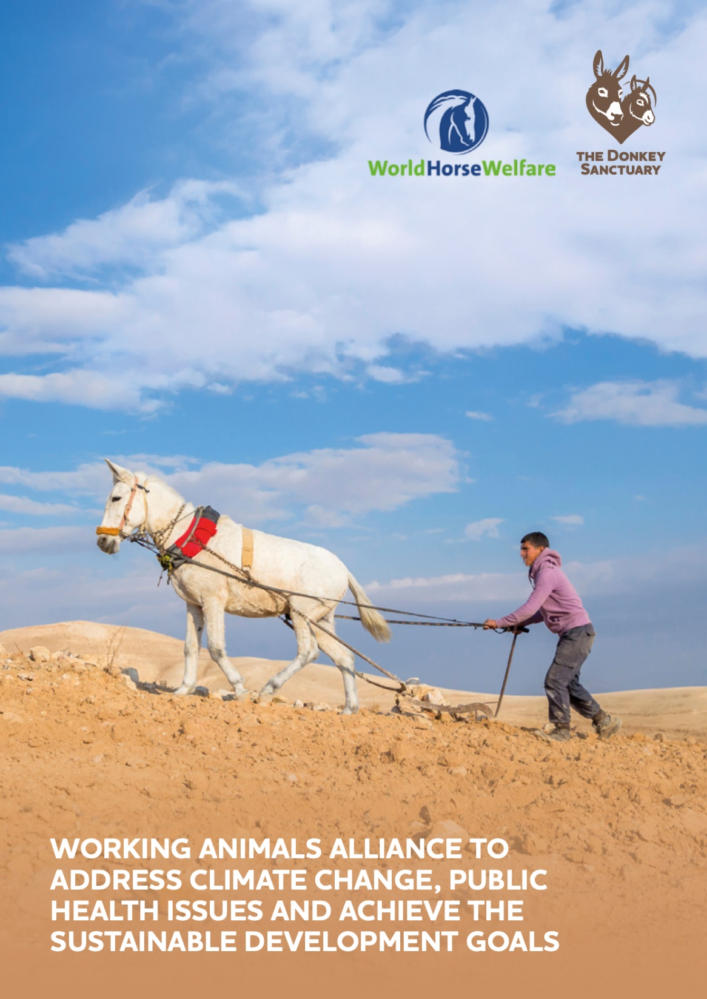 WorldHorseWelfare
THE DONKEY
SANCTUARY
WORKING ANIMALS ALLIANCE TO
ADDRESS CLIMATE CHANGE, PUBLIC
HEALTH ISSUES AND ACHIEVE THE
SUSTAINABLE DEVELOPMENT GOALS